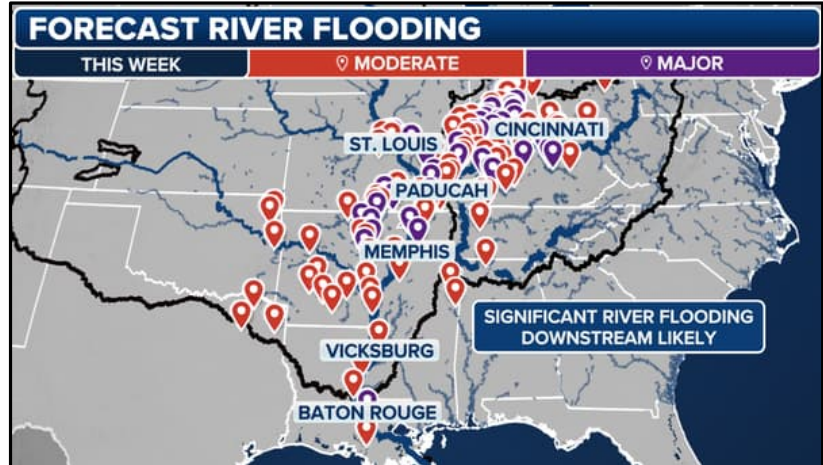 FORECAST RIVER FLOODING
THIS WEEK
MODERATE
MAJOR
CINCINNATI
ST. LOUIS
PADUCAH
MEMPHIS
SIGNIFICANT RIVER FLOODING
DOWNSTREAM LIKELY
VICKSBURG
BATON ROUGE